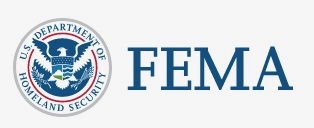 U.S. DEPARTMENT OF
HOMELAND SECURITY
FEMA